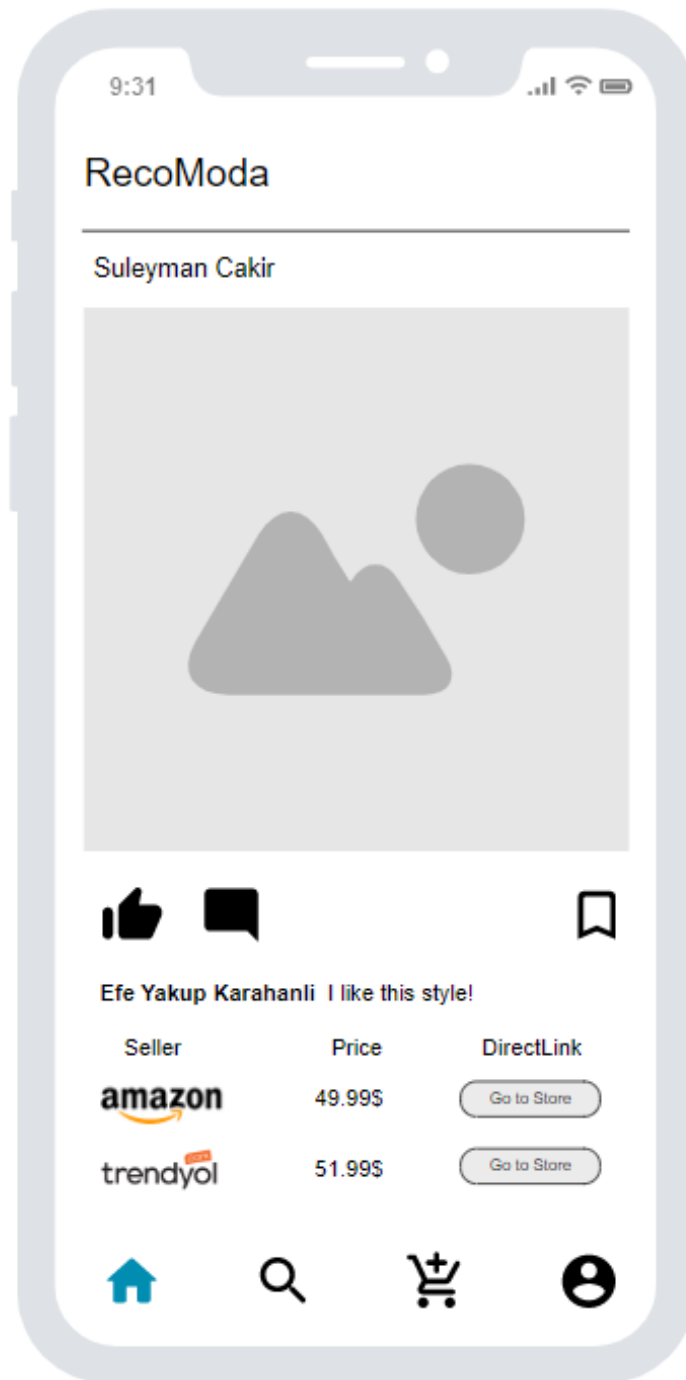 9:31
RecoModa
Suleyman Cakir
Efe Yakup Karahanli I like this style!
Seller Price DirectLink
amazon 49.99$ Go to Store
trendyol 51.99$ Go to Store